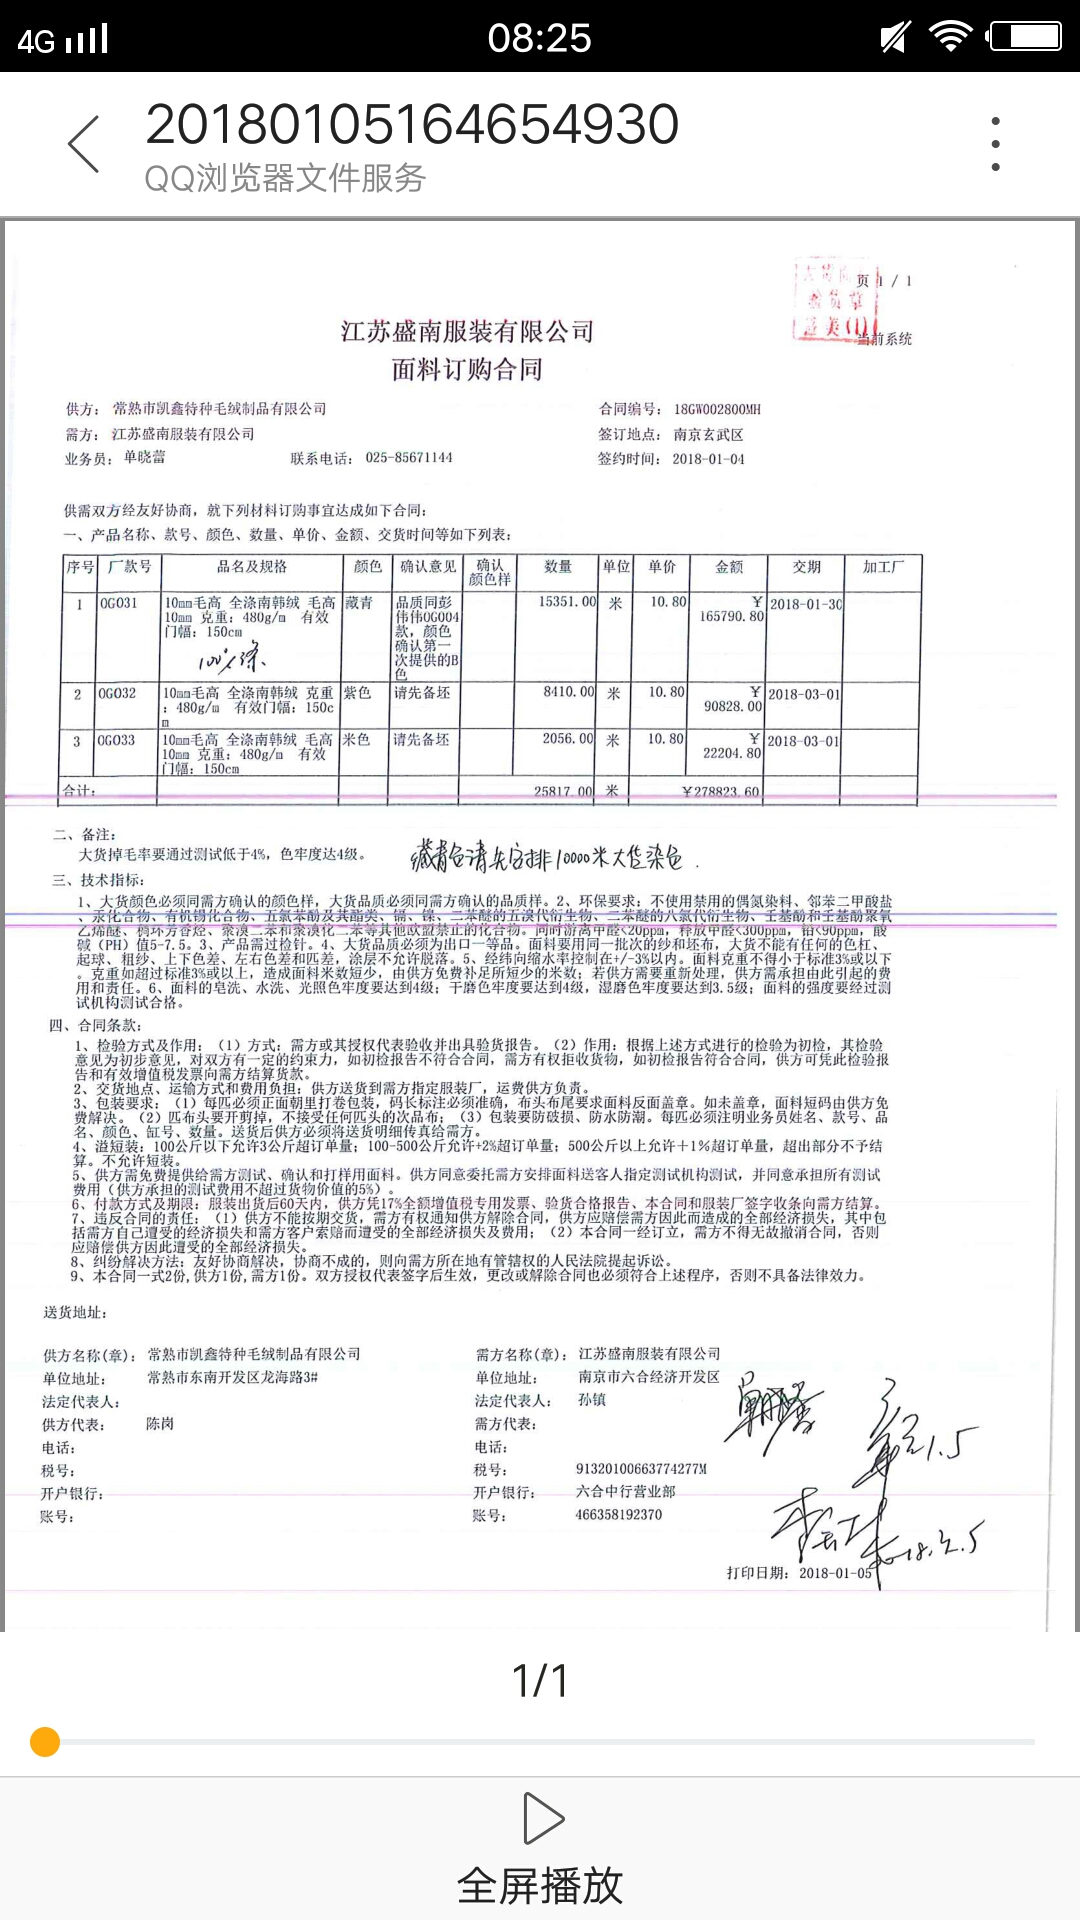 4G
08:25
20180105164654930
QQ浏览器文件服务
页 1 / 1
当前系统
江苏盛南服装有限公司
面料订购合同
供方： 常熟市凯鑫特种毛绒制品有限公司 合同编号： 18GW002800MH
需方： 江苏盛南服装有限公司 签订地点： 南京玄武区
业务员： 单晓蕾 联系电话： 025-85671144 签约时间： 2018-01-04
供需双方经友好协商，就下列材料订购事宜达成如下合同：
一、产品名称、款号、颜色、数量、单价、金额、交货时间等如下列表：
序号 厂款号 品名及规格 颜色 确认意见 确认颜色样 数量 单位 单价 金额 交期 加工厂
1 0G031 10mm毛高 全涤南韩绒 毛高10mm 克重：480g/m 有效门幅：150cm 藏青 品质同彭伟伟0G004款，颜色确认第一次提供的B色 15351.00 米 10.80 ￥165790.80 2018-01-30
100%涤.
2 0G032 10mm毛高 全涤南韩绒 克重：480g/m 有效门幅：150cm 紫色 请先备坯 8410.00 米 10.80 ￥90828.00 2018-03-01
3 0G033 10mm毛高 全涤南韩绒 毛高10mm 克重：480g/m 有效门幅：150cm 米色 请先备坯 2056.00 米 10.80 ￥22204.80 2018-03-01
合计： 25817.00 米 ￥278823.60
二、备注：
大货掉毛率要通过测试低于4%，色牢度达4级。
藏青色请先安排10000米大货染色.
三、技术指标：
1、大货颜色必须同需方确认的颜色样，大货品质必须同需方确认的品质样。2、环保要求：不使用禁用的偶氮染料、邻苯二甲酸盐
、汞化合物、有机锡化合物、五氯苯酚及其酯类、镉、镍、二苯醚的五溴代衍生物、二苯醚的八氯代衍生物、壬基酚和壬基酚聚氧
乙烯醚、稠环芳香烃、聚溴二苯和聚溴化二苯等其他欧盟禁止的化合物。同时游离甲醛<20ppm，释放甲醛<300ppm，铅<90ppm，酸
碱（PH）值5-7.5。3、产品需过检针。4、大货品质必须为出口一等品。面料要用同一批次的纱和坯布，大货不能有任何的色杠、
起球、粗纱、上下色差、左右色差和匹差，涂层不允许脱落。5、经纬向缩水率控制在+/-3%以内。面料克重不得小于标准3%或以下
。克重如超过标准3%或以上，造成面料米数短少，由供方免费补足所短少的米数；若供方需要重新处理，供方需承担由此引起的费
用和责任。6、面料的皂洗、水洗、光照色牢度要达到4级；干磨色牢度要达到4级，湿磨色牢度要达到3.5级；面料的强度要经过测
试机构测试合格。
四、合同条款：
1、检验方式及作用：（1）方式：需方或其授权代表验收并出具验货报告。（2）作用：根据上述方式进行的检验为初检，其检验
意见为初步意见，对双方有一定的约束力，如初检报告不符合合同，需方有权拒收货物，如初检报告符合合同，供方可凭此检验报
告和有效增值税发票向需方结算货款。
2、交货地点、运输方式和费用负担：供方送货到需方指定服装厂，运费供方负责。
3、包装要求：（1）每匹必须正面朝里打卷包装，码长标注必须准确，布头布尾要求面料反面盖章。如未盖章，面料短码由供方免
费解决。（2）匹布头要开剪掉，不接受任何匹头的次品布；（3）包装要防破损、防水防潮。每匹必须注明业务员姓名、款号、品
名、颜色、缸号、数量。送货后供方必须将送货明细传真给需方。
4、溢短装：100公斤以下允许3公斤超订单量；100-500公斤允许+2%超订单量；500公斤以上允许＋1%超订单量，超出部分不予结
算。不允许短装。
5、供方需免费提供给需方测试、确认和打样用面料。供方同意委托需方安排面料送客人指定测试机构测试，并同意承担所有测试
费用（供方承担的测试费用不超过货物价值的5%）。
6、付款方式及期限：服装出货后60天内，供方凭17%全额增值税专用发票、验货合格报告、本合同和服装厂签字收条向需方结算。
7、违反合同的责任：（1）供方不能按期交货，需方有权通知供方解除合同，供方应赔偿需方因此而造成的全部经济损失，其中包
括需方自己遭受的经济损失和需方客户索赔而遭受的全部经济损失及费用；（2）本合同一经订立，需方不得无故撤消合同，否则
应赔偿供方因此遭受的全部经济损失。
8、纠纷解决方法：友好协商解决，协商不成的，则向需方所在地有管辖权的人民法院提起诉讼。
9、本合同一式2份,供方1份,需方1份。双方授权代表签字后生效，更改或解除合同也必须符合上述程序，否则不具备法律效力。
送货地址：
供方名称(章)： 常熟市凯鑫特种毛绒制品有限公司 需方名称(章)： 江苏盛南服装有限公司
单位地址： 常熟市东南开发区龙海路3# 单位地址： 南京市六合经济开发区
法定代表人： 法定代表人： 孙镇
供方代表： 陈岗 需方代表：
电话： 电话：
税号： 税号： 91320100663774277M
开户银行： 开户银行： 六合中行营业部
账号： 账号： 466358192370
打印日期： 2018-01-05
1/1
全屏播放